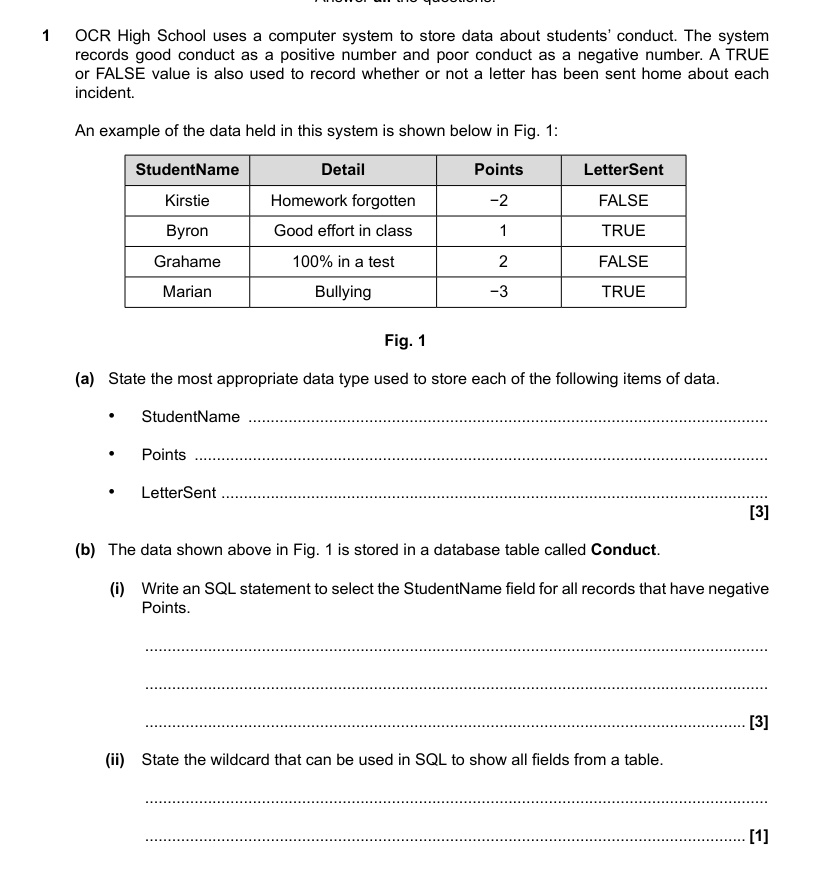 Answer all the questions.
1 OCR High School uses a computer system to store data about students’ conduct. The system
records good conduct as a positive number and poor conduct as a negative number. A TRUE
or FALSE value is also used to record whether or not a letter has been sent home about each
incident.
An example of the data held in this system is shown below in Fig. 1:
StudentName Detail Points LetterSent
Kirstie Homework forgotten −2 FALSE
Byron Good effort in class 1 TRUE
Grahame 100% in a test 2 FALSE
Marian Bullying −3 TRUE
Fig. 1
(a) State the most appropriate data type used to store each of the following items of data.
• StudentName ....................................................................................................................
• Points ................................................................................................................................
• LetterSent ..........................................................................................................................
[3]
(b) The data shown above in Fig. 1 is stored in a database table called Conduct.
(i) Write an SQL statement to select the StudentName field for all records that have negative
Points.
...........................................................................................................................................
...........................................................................................................................................
...................................................................................................................................... [3]
(ii) State the wildcard that can be used in SQL to show all fields from a table.
...........................................................................................................................................
...................................................................................................................................... [1]